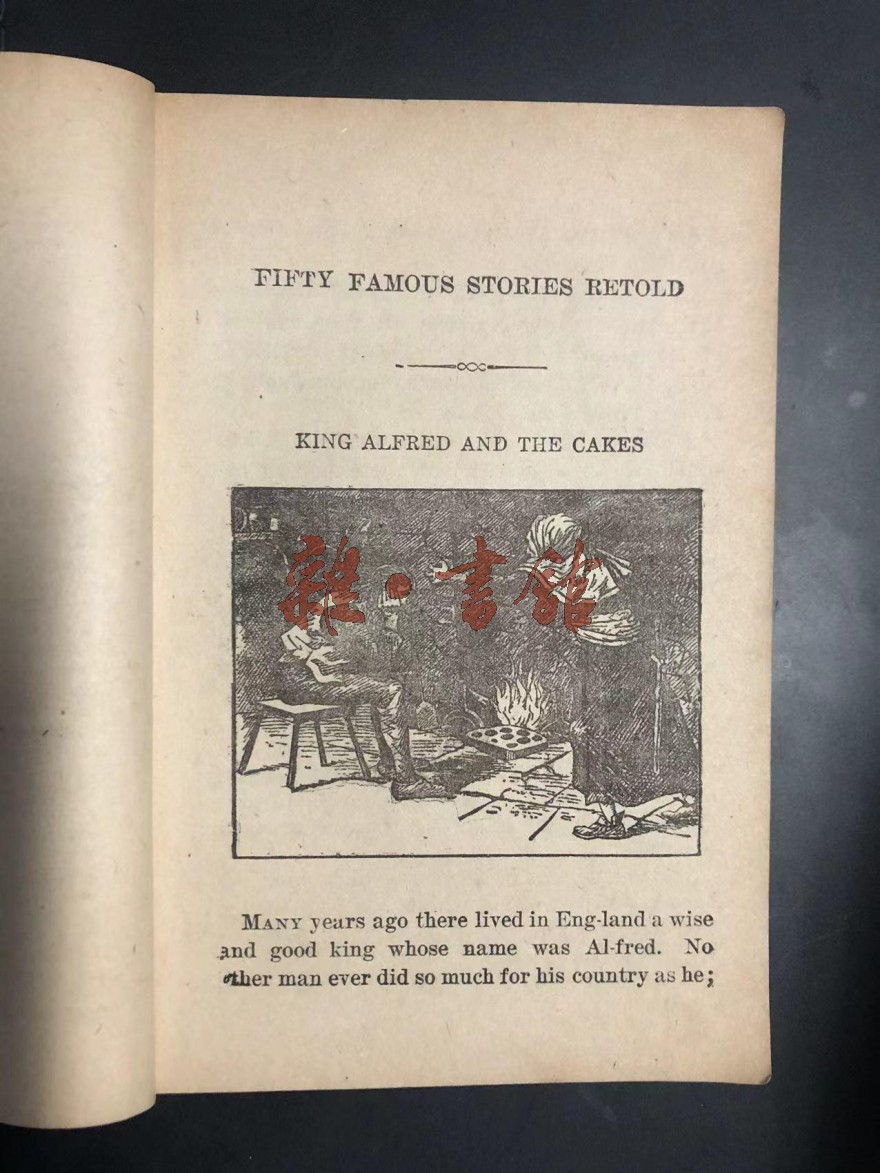 FIFTY FAMOUS STORIES RETOLD
KING ALFRED AND THE CAKES
雜·書館
MANY years ago there lived in Eng-land a wise
and good king whose name was Al-fred. No
other man ever did so much for his country as he;